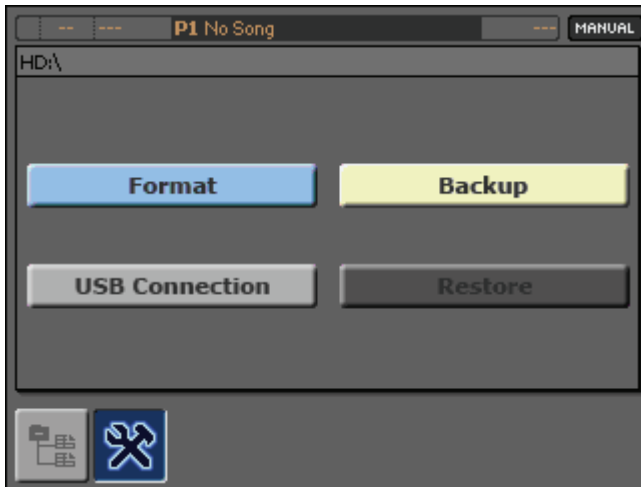 -- --- P1 No Song --- MANUAL
HD:\
Format Backup
USB Connection Restore